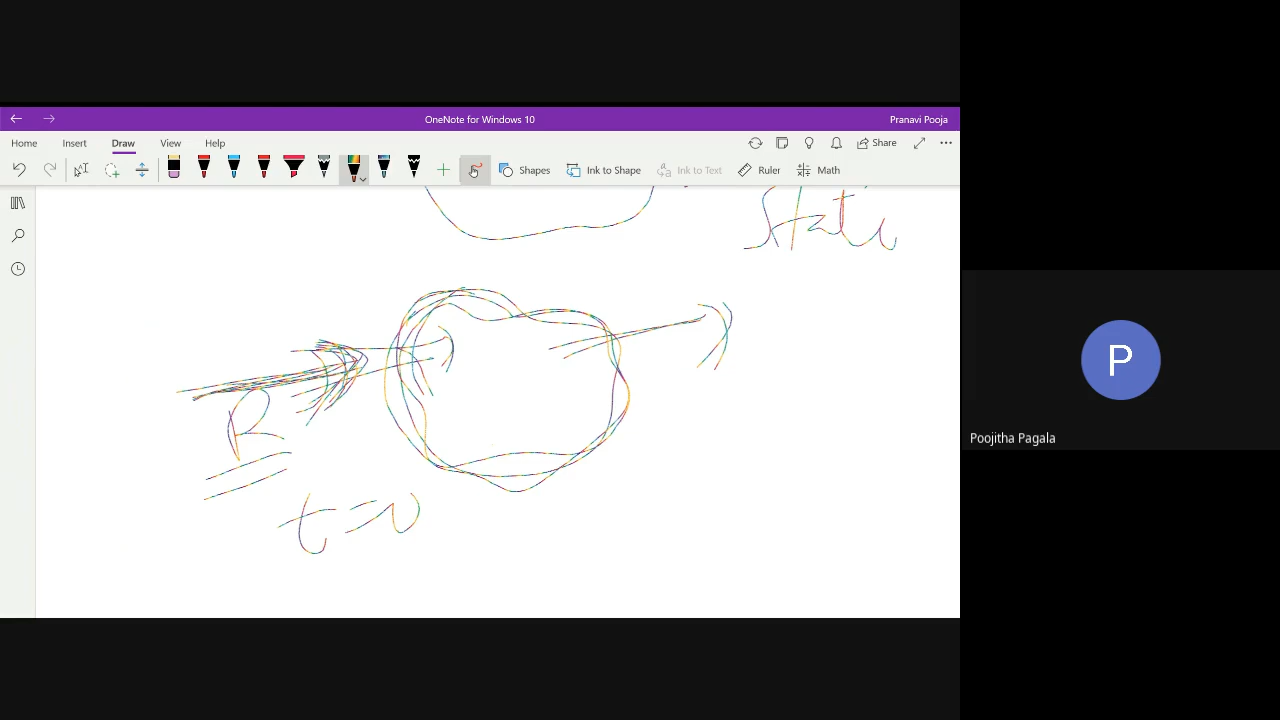 OneNote for Windows 10
Pranavi Pooja
Home Insert Draw View Help
Share
Shapes Ink to Shape Ink to Text Ruler Math
R
P
Poojitha Pagala